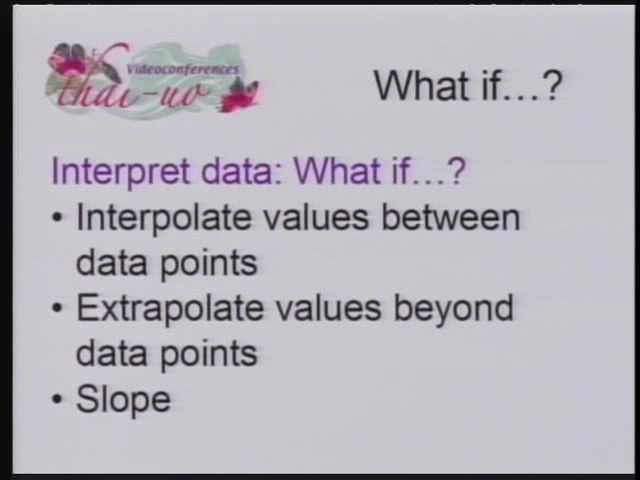 Videoconferences
thai-uo
What if...?
Interpret data: What if...?
• Interpolate values between
data points
• Extrapolate values beyond
data points
• Slope